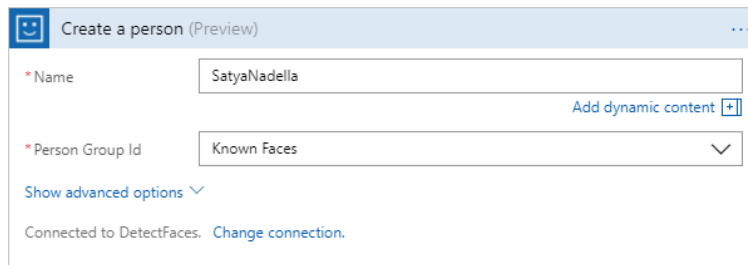 Create a person (Preview)
* Name
SatyaNadella
Add dynamic content
* Person Group Id
Known Faces
Show advanced options
Connected to DetectFaces. Change connection.